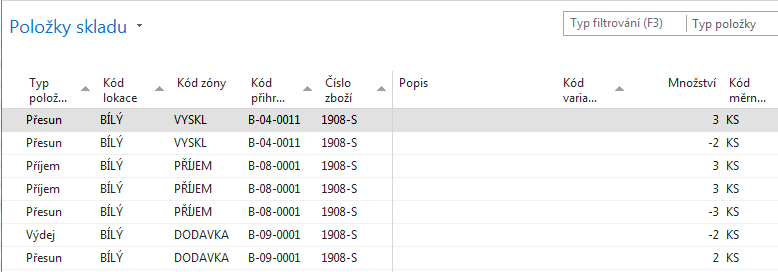 Položky skladu
Typ filtrování (F3) Typ položky
Typ polož... Kód lokace Kód zóny Kód přihr... Číslo zboží Popis Kód varia... Množství Kód měrn...
Přesun BÍLÝ VYSKL B-04-0011 1908-S 3 KS
Přesun BÍLÝ VYSKL B-04-0011 1908-S -2 KS
Příjem BÍLÝ PŘÍJEM B-08-0001 1908-S 3 KS
Příjem BÍLÝ PŘÍJEM B-08-0001 1908-S 3 KS
Přesun BÍLÝ PŘÍJEM B-08-0001 1908-S -3 KS
Výdej BÍLÝ DODAVKA B-09-0001 1908-S -2 KS
Přesun BÍLÝ DODAVKA B-09-0001 1908-S 2 KS